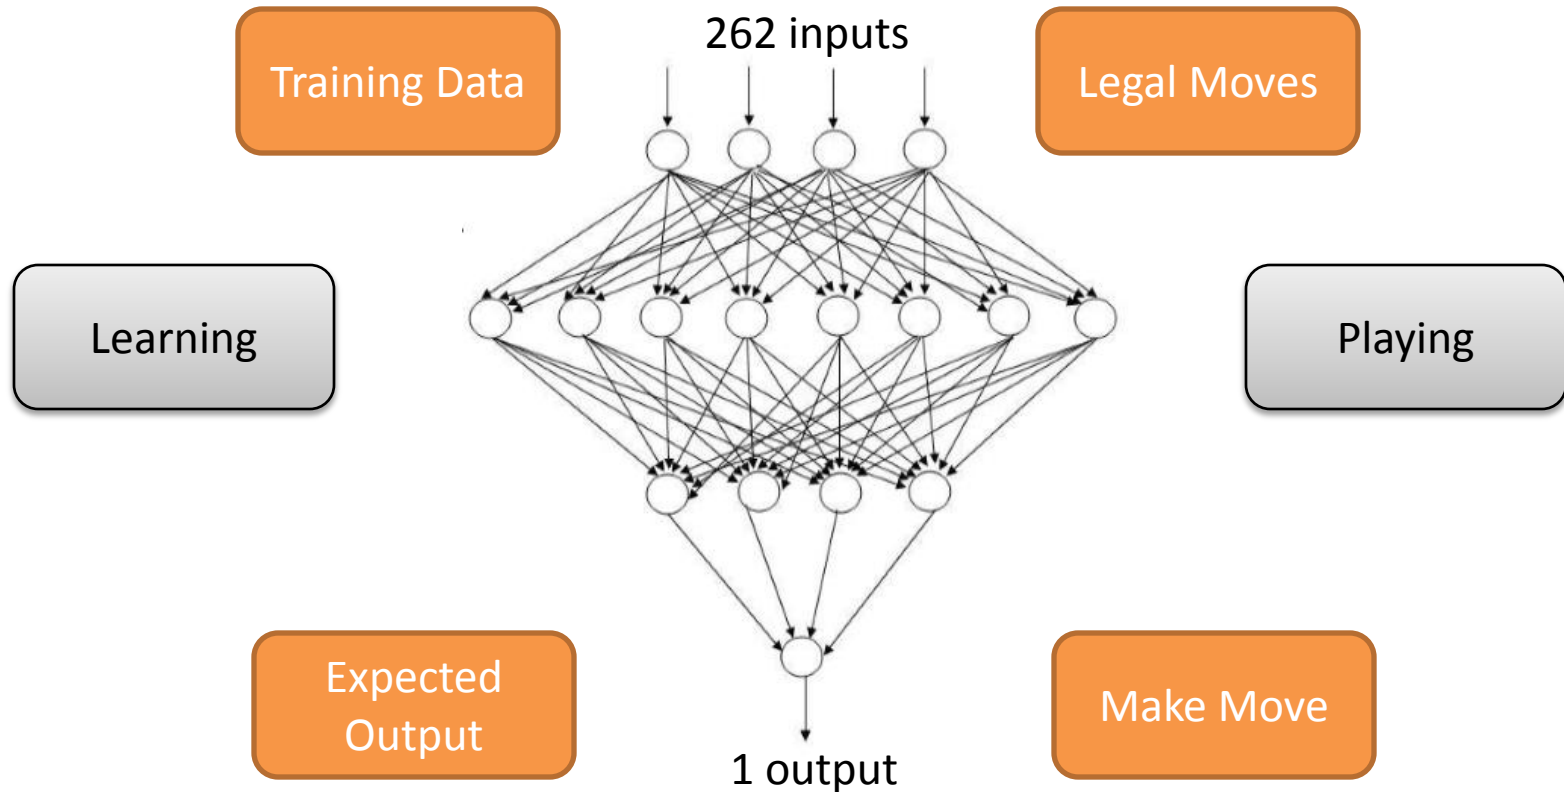 262 inputs
Training Data
Legal Moves
Learning
Playing
Expected
Output
Make Move
1 output